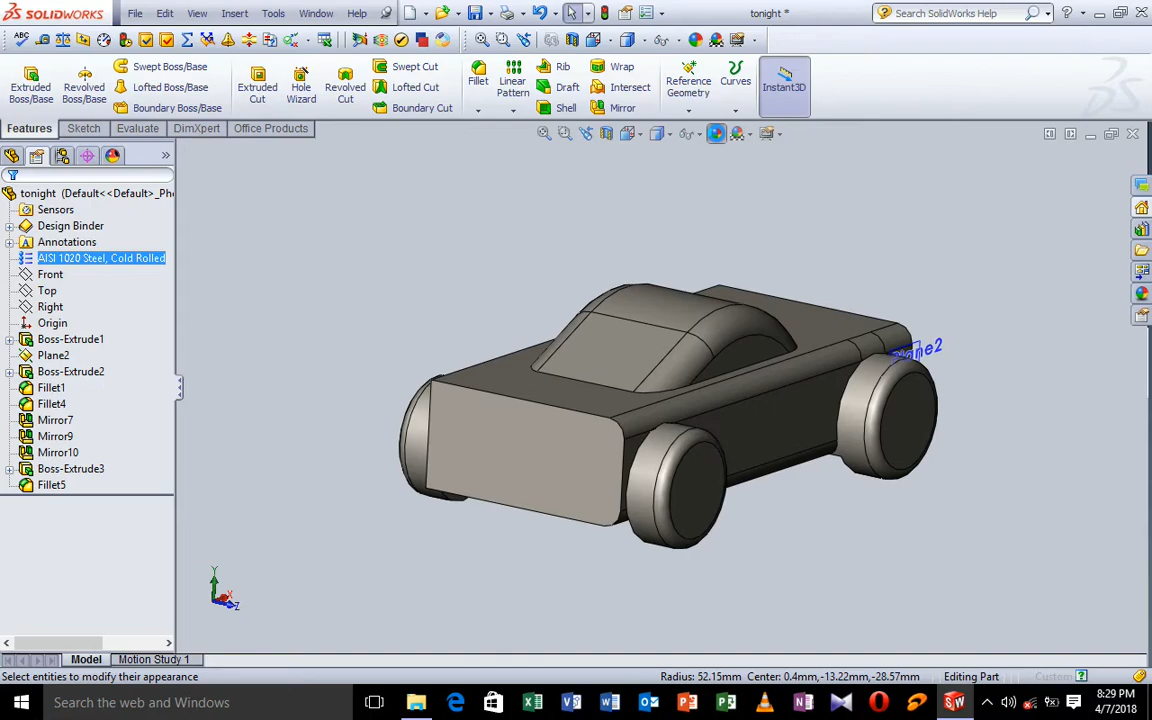 SOLIDWORKS File Edit View Insert Tools Window Help tonight * Search SolidWorks Help
ABC
Extruded Boss/Base
Revolved Boss/Base
Swept Boss/Base
Lofted Boss/Base
Boundary Boss/Base
Extruded Cut
Hole Wizard
Revolved Cut
Swept Cut
Lofted Cut
Boundary Cut
Fillet
Linear Pattern
Rib
Draft
Shell
Wrap
Intersect
Mirror
Reference Geometry
Curves
Instant3D
Features Sketch Evaluate DimXpert Office Products
tonight (Default<<Default>_Ph
Sensors
Design Binder
Annotations
AISI 1020 Steel, Cold Rolled
Front
Top
Right
Origin
Boss-Extrude1
Plane2
Boss-Extrude2
Fillet1
Fillet4
Mirror7
Mirror9
Mirror10
Boss-Extrude3
Fillet5
Plane2
Y
X
Z
Model Motion Study 1
Select entities to modify their appearance Radius: 52.15mm Center: 0.4mm,-13.22mm,-28.57mm Editing Part Custom
Search the web and Windows
8:29 PM
4/7/2018